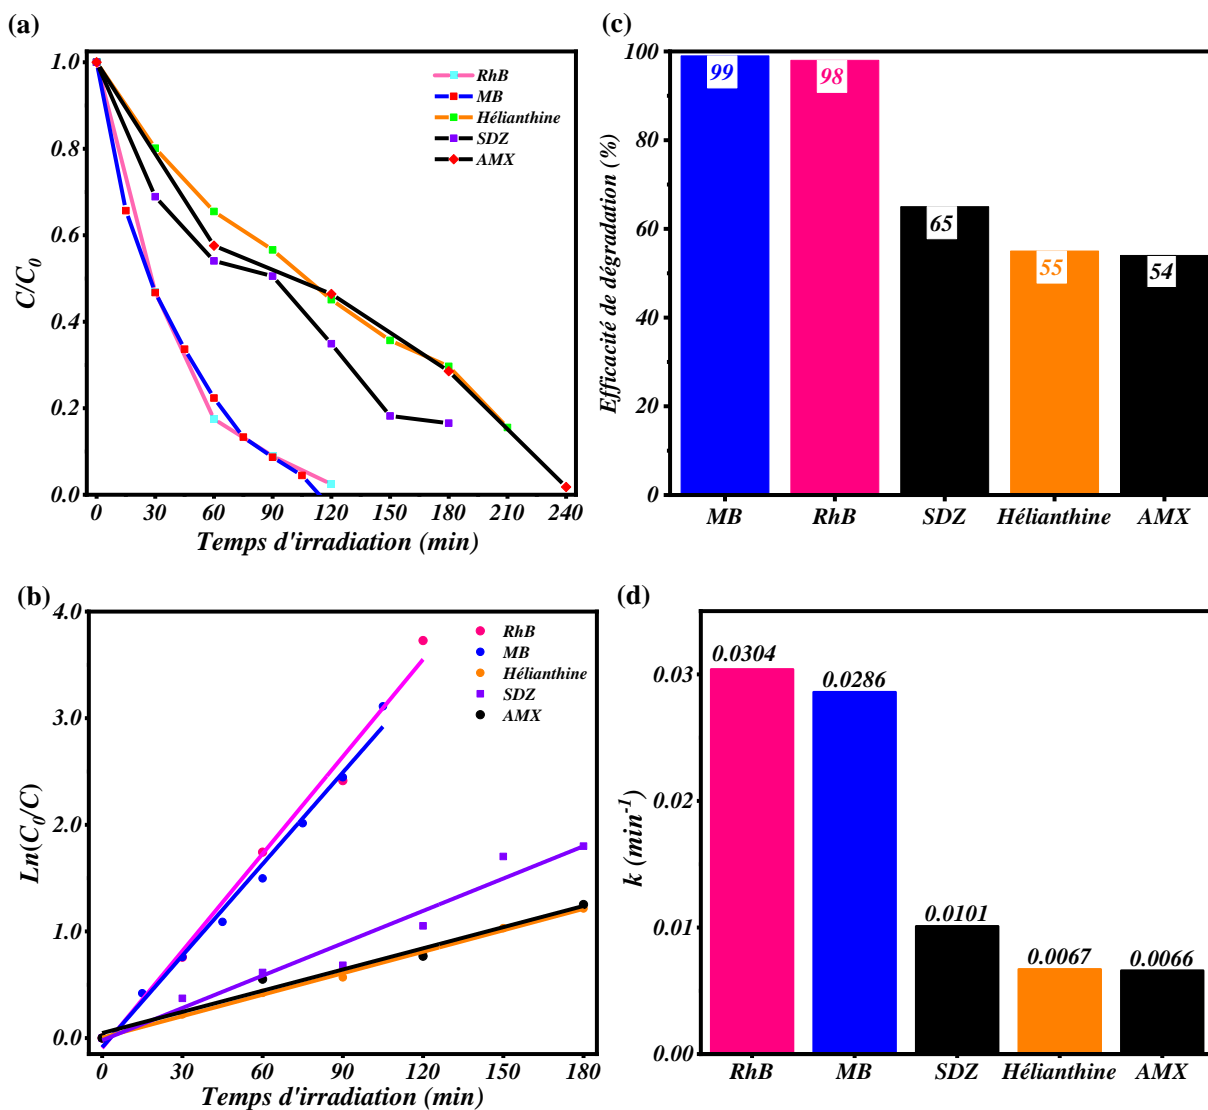 (a)
1.0
0.8
0.6
0.4
0.2
0.0
C/C0
0 30 60 90 120 150 180 210 240
Temps d'irradiation (min)
RhB
MB
Hélianthine
SDZ
AMX
(c)
100
80
60
40
20
0
Efficacité de dégradation (%)
99
98
65
55
54
MB RhB SDZ Hélianthine AMX
(b)
4.0
3.0
2.0
1.0
0.0
Ln(C0/C)
0 30 60 90 120 150 180
Temps d'irradiation (min)
RhB
MB
Hélianthine
SDZ
AMX
(d)
0.03
0.02
0.01
0.00
k (min-1)
0.0304
0.0286
0.0101
0.0067
0.0066
RhB MB SDZ Hélianthine AMX